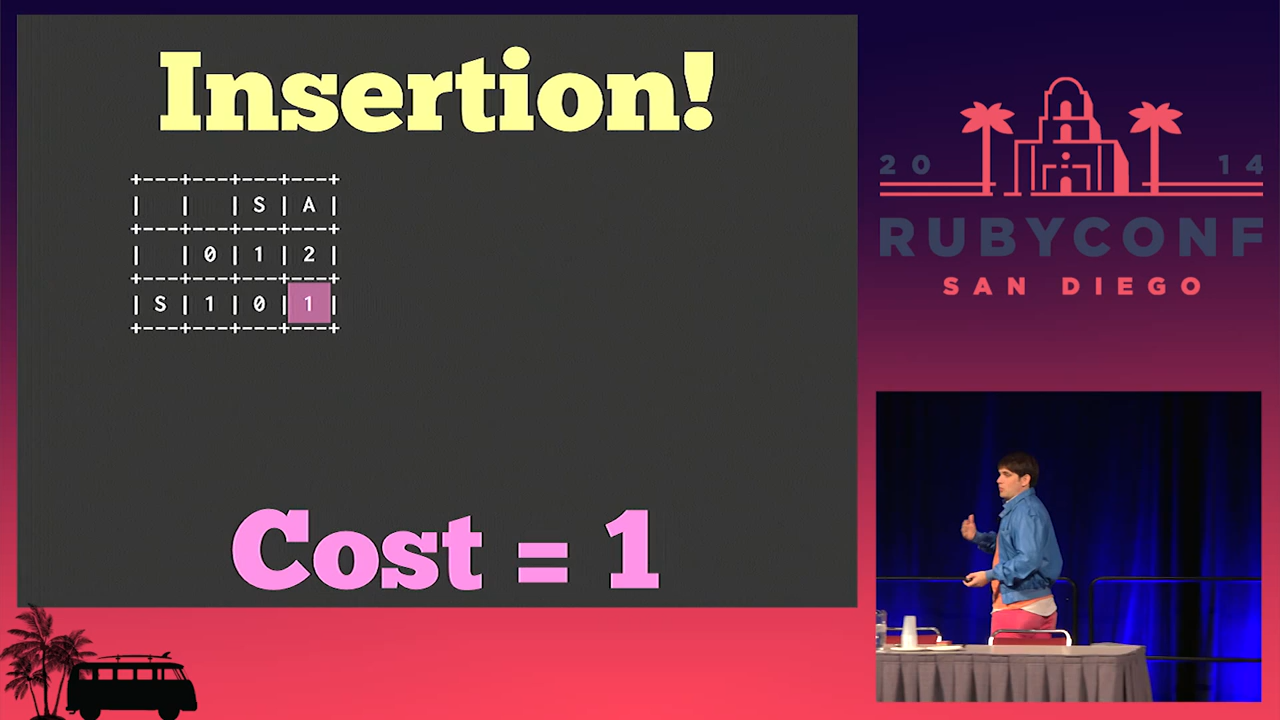 Insertion!
+---+---+---+---+
|   |   | S | A |
+---+---+---+---+
|   | 0 | 1 | 2 |
+---+---+---+---+
| S | 1 | 0 | 1 |
+---+---+---+---+
Cost = 1
20 14
RUBYCONF
SAN DIEGO